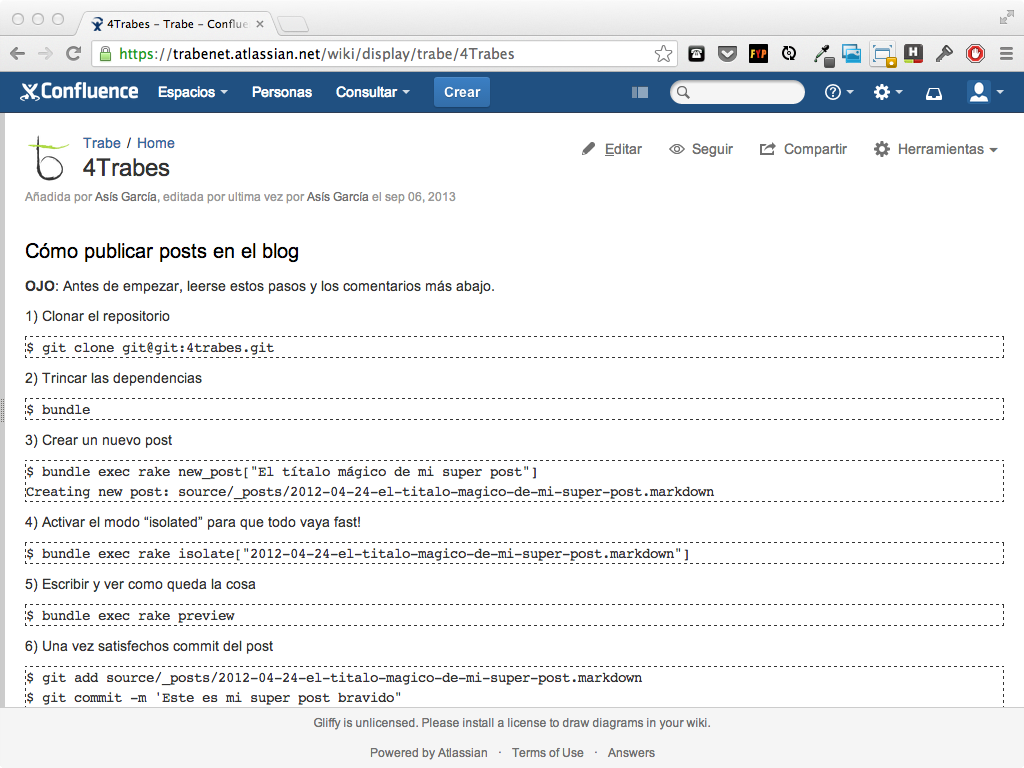 4Trabes – Trabe – Conflue
https://trabenet.atlassian.net/wiki/display/trabe/4Trabes
FYP
H
Confluence Espacios Personas Consultar Crear
Trabe / Home
4Trabes
Editar Seguir Compartir Herramientas
Añadida por Asís García, editada por ultima vez por Asís García el sep 06, 2013
Cómo publicar posts en el blog
OJO: Antes de empezar, leerse estos pasos y los comentarios más abajo.
1) Clonar el repositorio
$ git clone git@git:4trabes.git
2) Trincar las dependencias
$ bundle
3) Crear un nuevo post
$ bundle exec rake new_post["El títalo mágico de mi super post"]
Creating new post: source/_posts/2012-04-24-el-titalo-magico-de-mi-super-post.markdown
4) Activar el modo “isolated” para que todo vaya fast!
$ bundle exec rake isolate["2012-04-24-el-titalo-magico-de-mi-super-post.markdown"]
5) Escribir y ver como queda la cosa
$ bundle exec rake preview
6) Una vez satisfechos commit del post
$ git add source/_posts/2012-04-24-el-titalo-magico-de-mi-super-post.markdown
$ git commit -m 'Este es mi super post bravido"
Gliffy is unlicensed. Please install a license to draw diagrams in your wiki.
Powered by Atlassian · Terms of Use · Answers